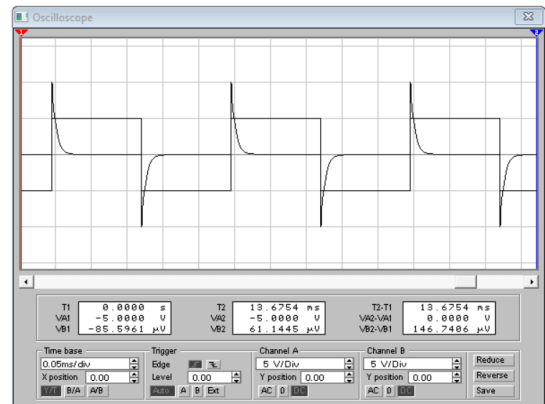 Oscilloscope
T1 0.0000 s
VA1 -5.0000 V
VB1 -85.5961 µV
T2 13.6754 ms
VA2 -5.0000 V
VB2 61.1445 µV
T2-T1 13.6754 ms
VA2-VA1 0.0000 V
VB2-VB1 146.7406 µV
Time base
0.05ms/div
X position 0.00
Y/T B/A A/B
Trigger
Edge
Level 0.00
Auto A B Ext
Channel A
5 V/Div
Y position 0.00
AC 0 DC
Channel B
5 V/Div
Y position 0.00
AC 0 DC
Reduce
Reverse
Save